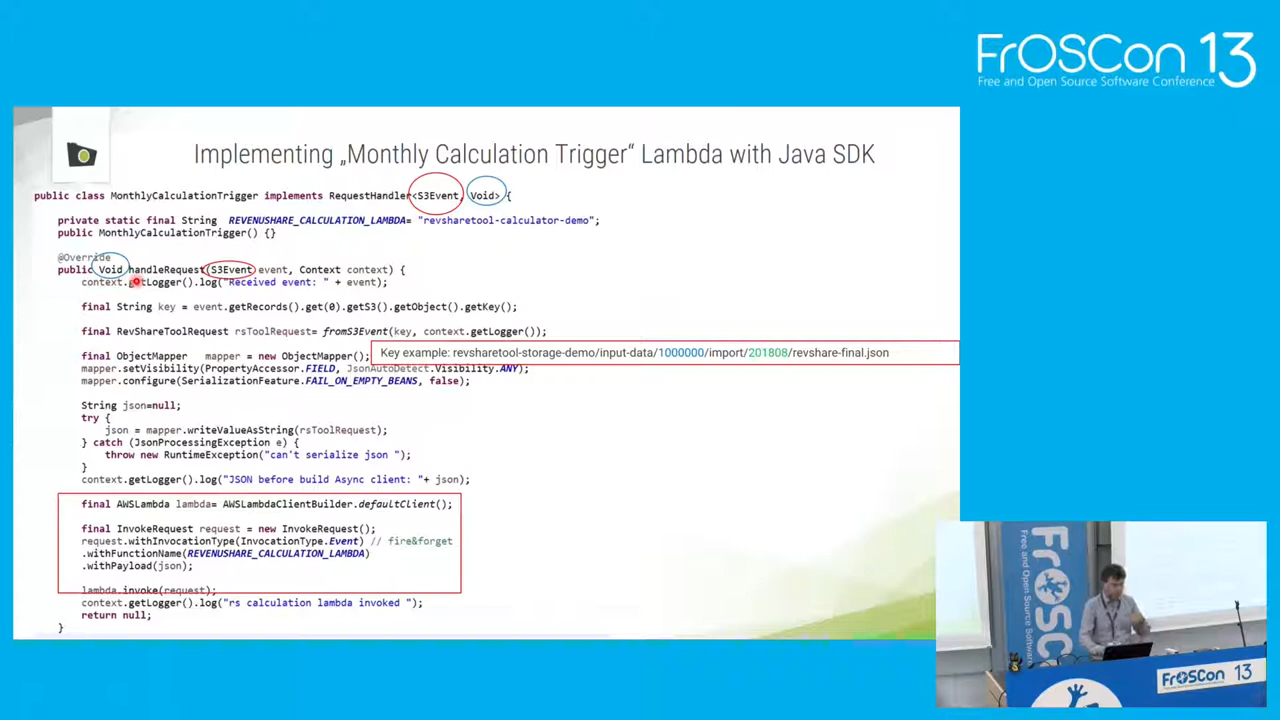 FrOSCon 13
Free and Open Source Software Conference
Implementing „Monthly Calculation Trigger“ Lambda with Java SDK
public class MonthlyCalculationTrigger implements RequestHandler<S3Event, Void> {
private static final String REVENUSHARE_CALCULATION_LAMBDA= "revsharetool-calculator-demo";
public MonthlyCalculationTrigger() {}
@Override
public Void handleRequest(S3Event event, Context context) {
context.getLogger().log("Received event: " + event);
final String key = event.getRecords().get(0).getS3().getObject().getKey();
final RevShareToolRequest rsToolRequest= fromS3Event(key, context.getLogger());
Key example: revsharetool-storage-demo/input-data/1000000/import/201808/revshare-final.json
final ObjectMapper mapper = new ObjectMapper();
mapper.setVisibility(PropertyAccessor.FIELD, JsonAutoDetect.Visibility.ANY);
mapper.configure(SerializationFeature.FAIL_ON_EMPTY_BEANS, false);
String json=null;
try {
json = mapper.writeValueAsString(rsToolRequest);
} catch (JsonProcessingException e) {
throw new RuntimeException("can't serialize json ");
}
context.getLogger().log("JSON before build Async client: "+ json);
final AWSLambda lambda= AWSLambdaClientBuilder.defaultClient();
final InvokeRequest request = new InvokeRequest();
request.withInvocationType(InvocationType.Event) // fire&forget
.withFunctionName(REVENUSHARE_CALCULATION_LAMBDA)
.withPayload(json);
lambda.invoke(request);
context.getLogger().log("rs calculation lambda invoked ");
return null;
}
FrOSC
Free and Open Source Software
FrOSCon 13